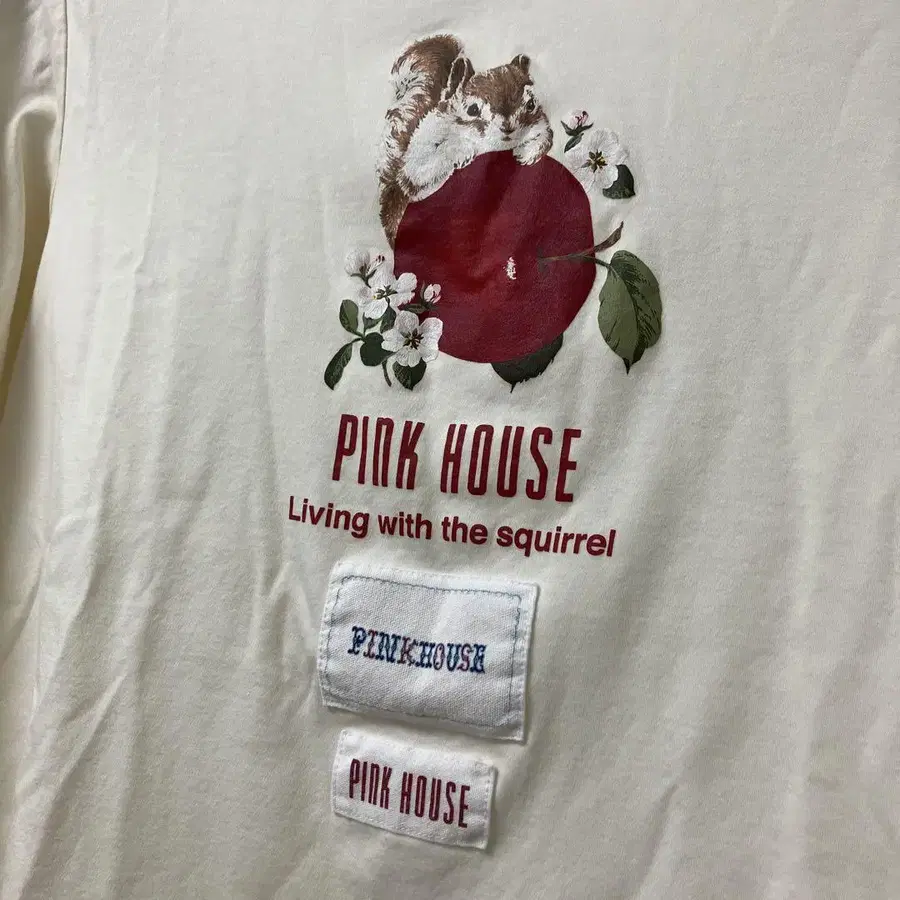 PINK HOUSE
Living with the squirrel
PINKHOUSE
PINK HOUSE